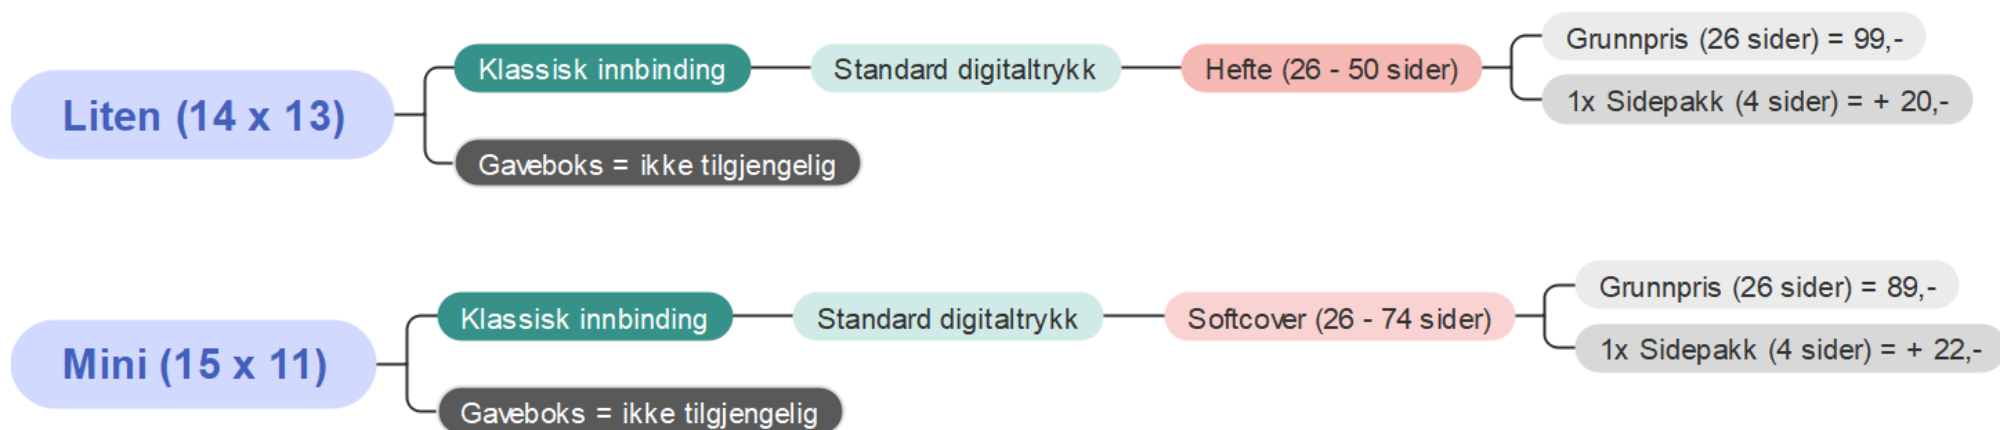 Liten (14 x 13)
Klassisk innbinding
Standard digitaltrykk
Hefte (26 - 50 sider)
Grunnpris (26 sider) = 99,-
1x Sidepakk (4 sider) = + 20,-
Gaveboks = ikke tilgjengelig
Mini (15 x 11)
Klassisk innbinding
Standard digitaltrykk
Softcover (26 - 74 sider)
Grunnpris (26 sider) = 89,-
1x Sidepakk (4 sider) = + 22,-
Gaveboks = ikke tilgjengelig